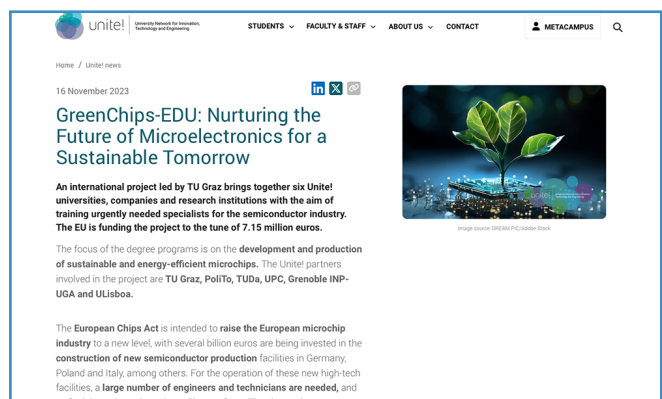 unite!
University Network for Innovation,
Technology and Engineering
STUDENTS
FACULTY & STAFF
ABOUT US
CONTACT
METACAMPUS
Home / Unite! news
16 November 2023
GreenChips-EDU: Nurturing the
Future of Microelectronics for a
Sustainable Tomorrow
An international project led by TU Graz brings together six Unite!
universities, companies and research institutions with the aim of
training urgently needed specialists for the semiconductor industry.
The EU is funding the project to the tune of 7.15 million euros.
The focus of the degree programs is on the development and production
of sustainable and energy-efficient microchips. The Unite! partners
involved in the project are TU Graz, PoliTo, TUDa, UPC, Grenoble INP-
UGA and ULisboa.
The European Chips Act is intended to raise the European microchip
industry to a new level, with several billion euros are being invested in the
construction of new semiconductor production facilities in Germany,
Poland and Italy, among others. For the operation of these new high-tech
facilities, a large number of engineers and technicians are needed, and
unite!
Image source: DREAM PIC/Adobe Stock